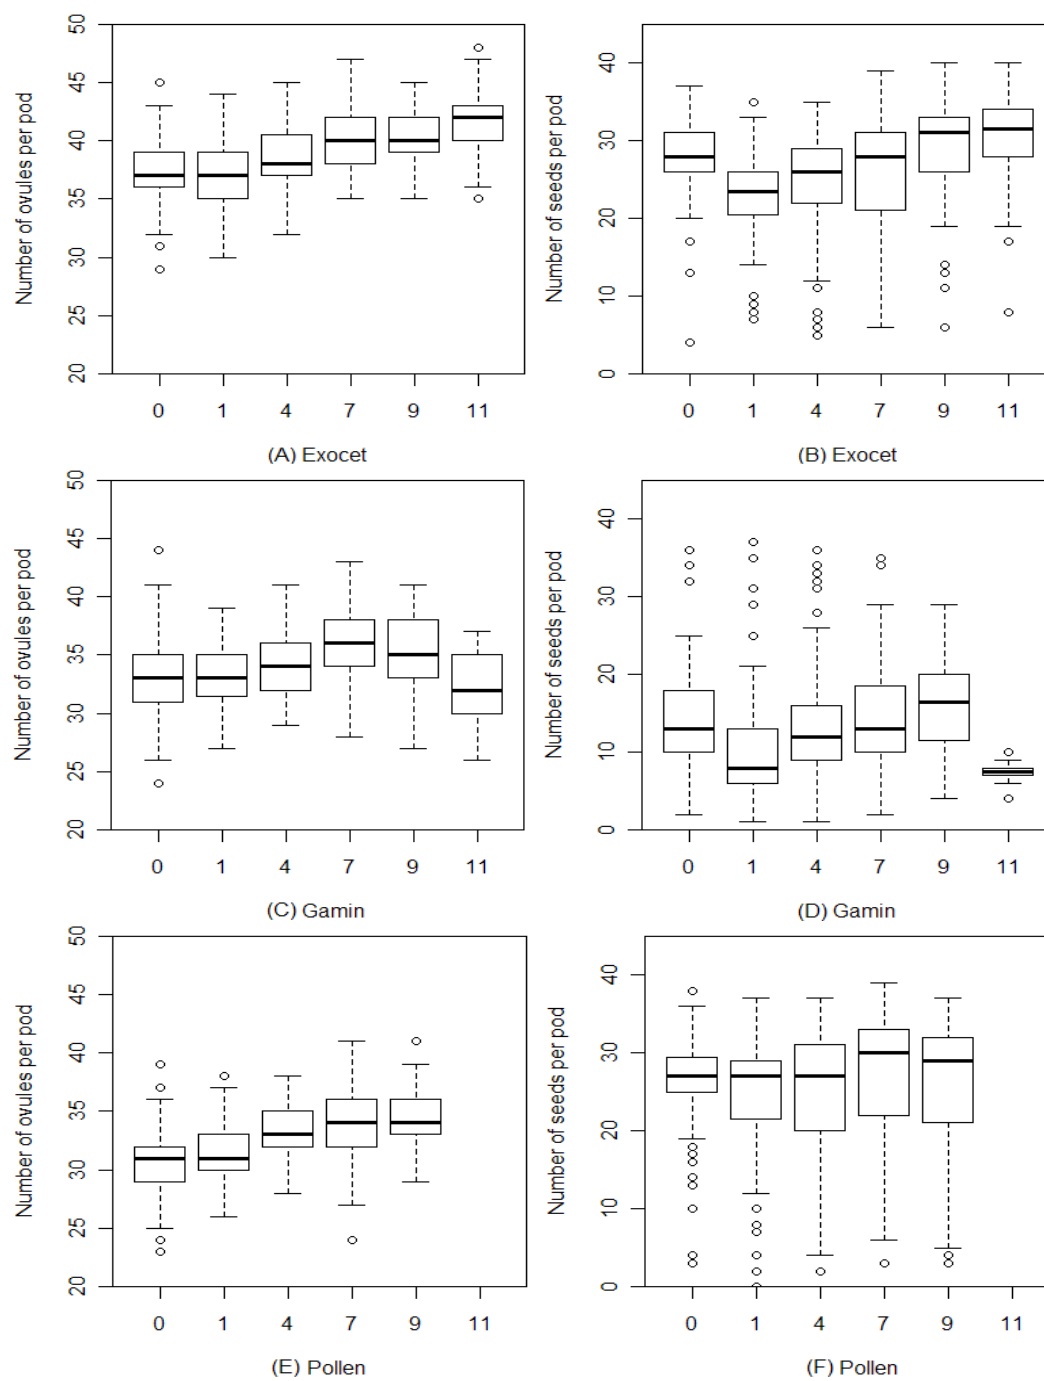 Number of ovules per pod
50
45
40
35
30
25
20
0 1 4 7 9 11
(A) Exocet
Number of seeds per pod
40
30
20
10
0
0 1 4 7 9 11
(B) Exocet
Number of ovules per pod
50
45
40
35
30
25
20
0 1 4 7 9 11
(C) Gamin
Number of seeds per pod
40
30
20
10
0
0 1 4 7 9 11
(D) Gamin
Number of ovules per pod
50
45
40
35
30
25
20
0 1 4 7 9 11
(E) Pollen
Number of seeds per pod
40
30
20
10
0
0 1 4 7 9 11
(F) Pollen